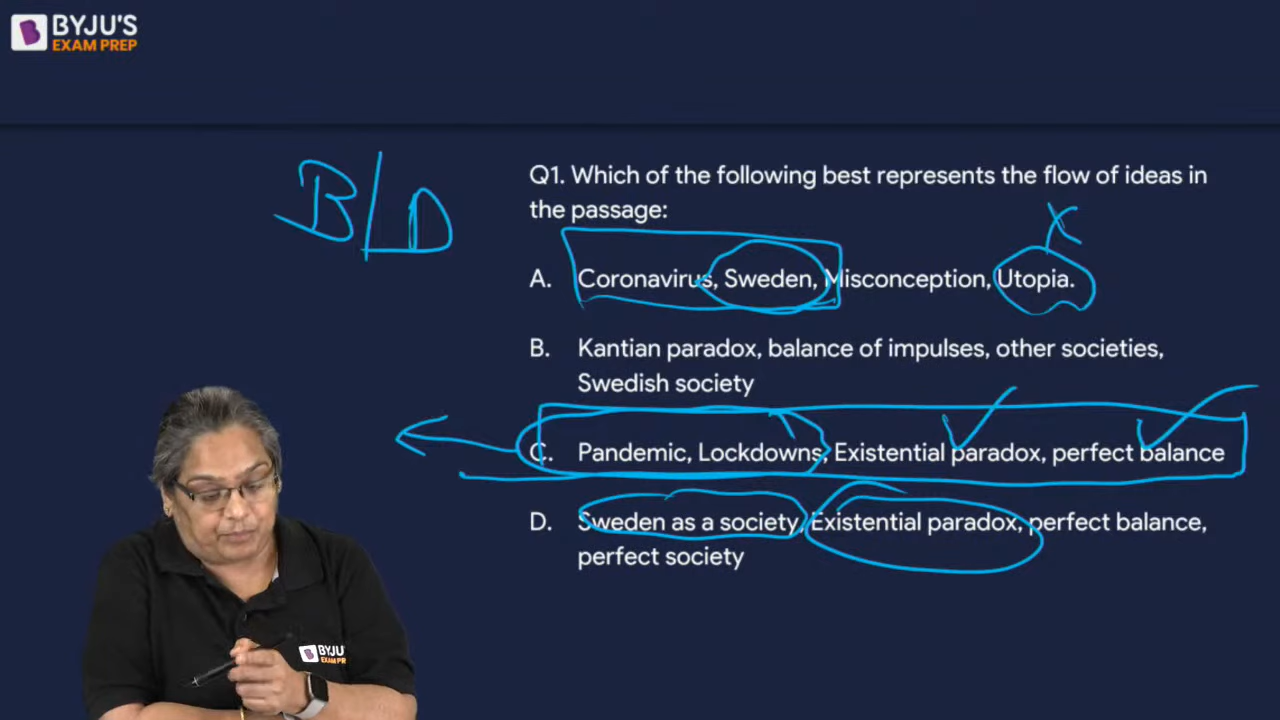 BYJU'S
EXAM PREP
B/D
Q1. Which of the following best represents the flow of ideas in
the passage:
A. Coronavirus, Sweden, Misconception, Utopia.
B. Kantian paradox, balance of impulses, other societies,
Swedish society
C. Pandemic, Lockdowns, Existential paradox, perfect balance
D. Sweden as a society, Existential paradox, perfect balance,
perfect society
BYJU'S
EXAM PREP